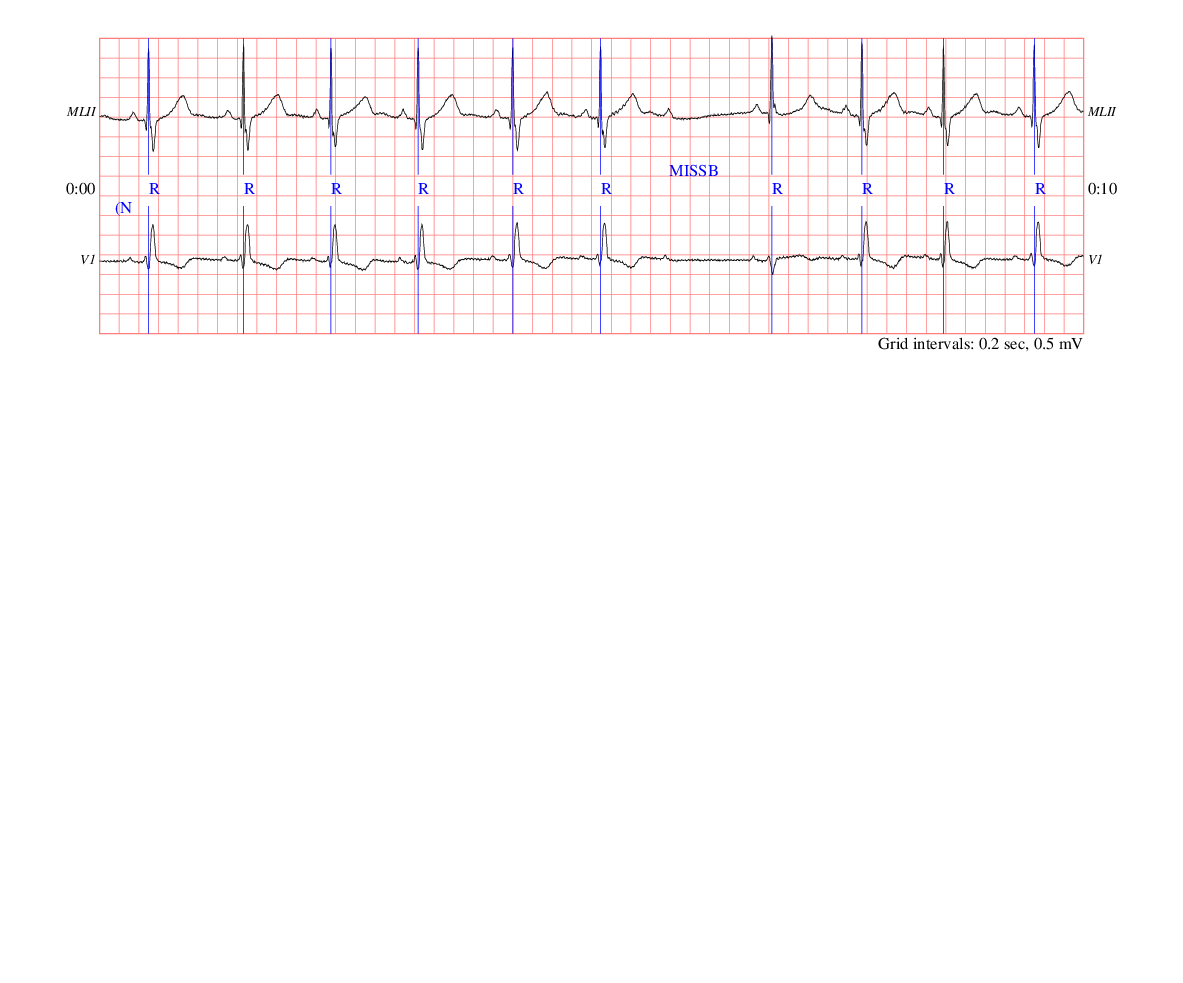 MLII MLII
MISSB
0:00 R R R R R R R R R R 0:10
(N
V1 V1
Grid intervals: 0.2 sec, 0.5 mV